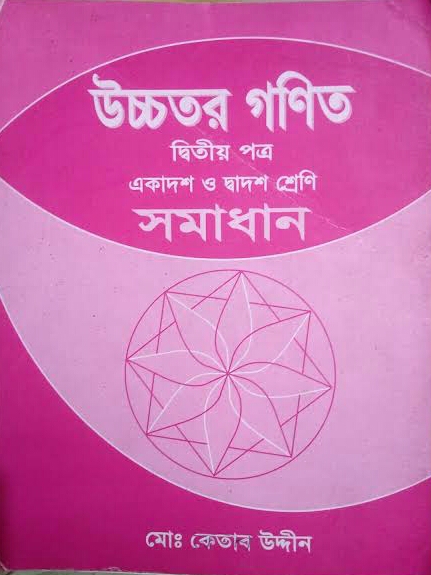 উচ্চতর গণিত
দ্বিতীয় পত্র
একাদশ ও দ্বাদশ শ্রেণি
সমাধান
মোঃ কেতাব উদ্দীন